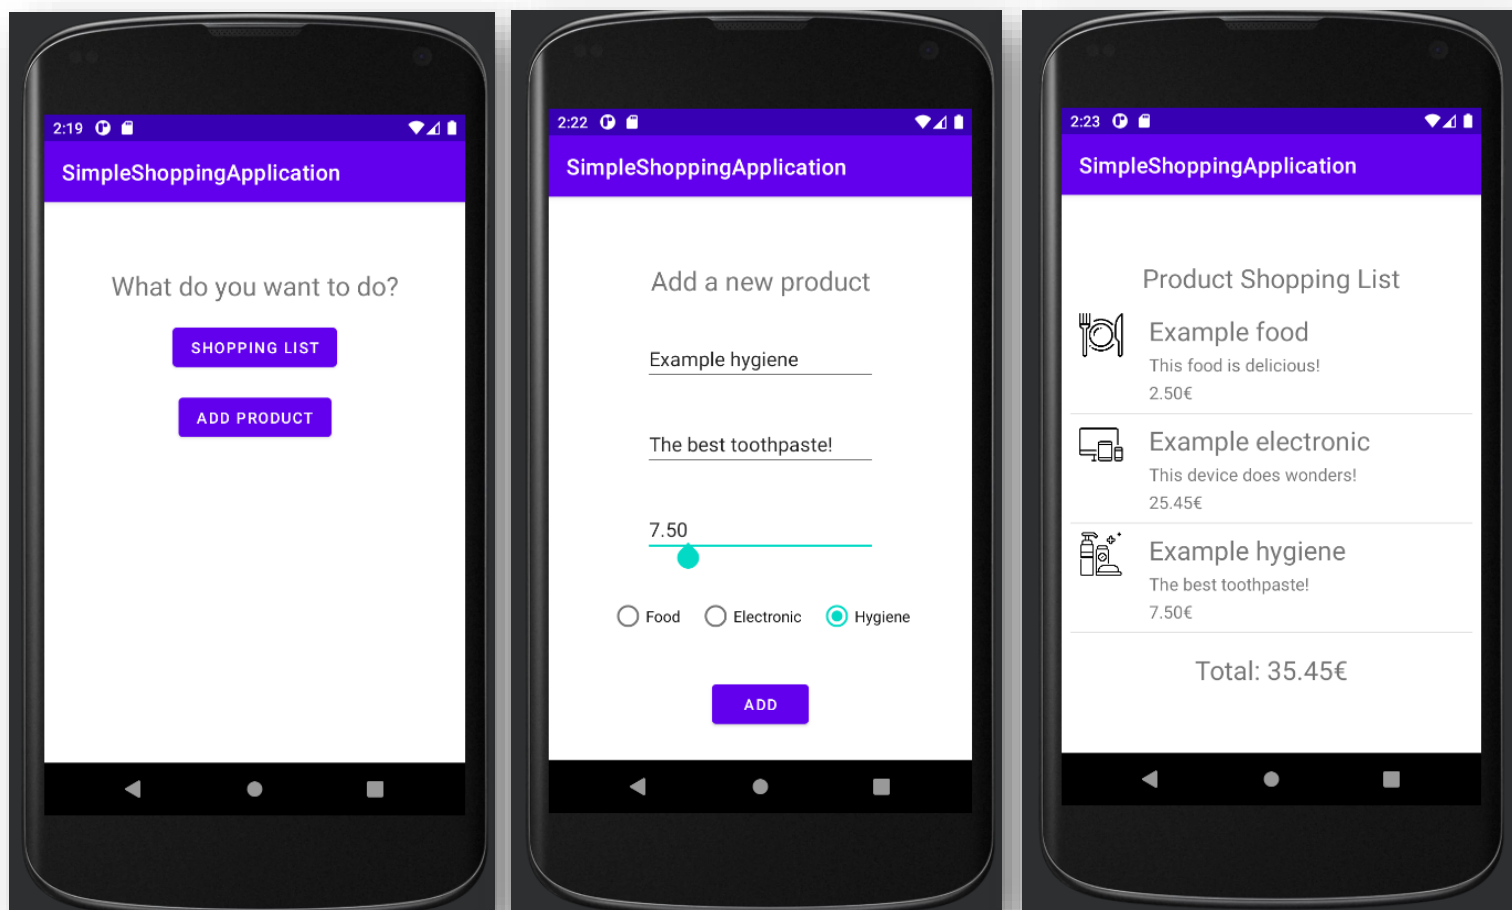 2:19
SimpleShoppingApplication
What do you want to do?
SHOPPING LIST
ADD PRODUCT
2:22
SimpleShoppingApplication
Add a new product
Example hygiene
The best toothpaste!
7.50
Food Electronic Hygiene
ADD
2:23
SimpleShoppingApplication
Product Shopping List
Example food
This food is delicious!
2.50€
Example electronic
This device does wonders!
25.45€
Example hygiene
The best toothpaste!
7.50€
Total: 35.45€